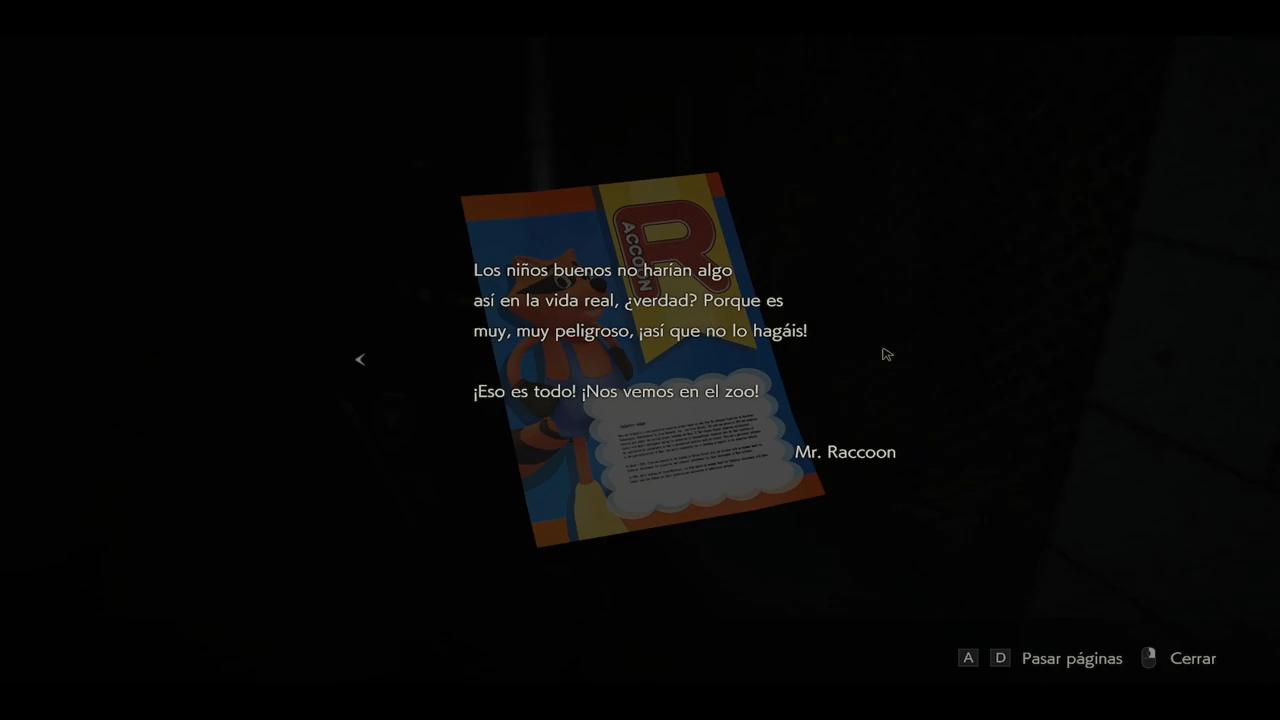 R
ACCOON
Los niños buenos no harían algo
así en la vida real, ¿verdad? Porque es
muy, muy peligroso, ¡así que no lo hagáis!
¡Eso es todo! ¡Nos vemos en el zoo!
Mr. Raccoon
A D Pasar páginas Cerrar